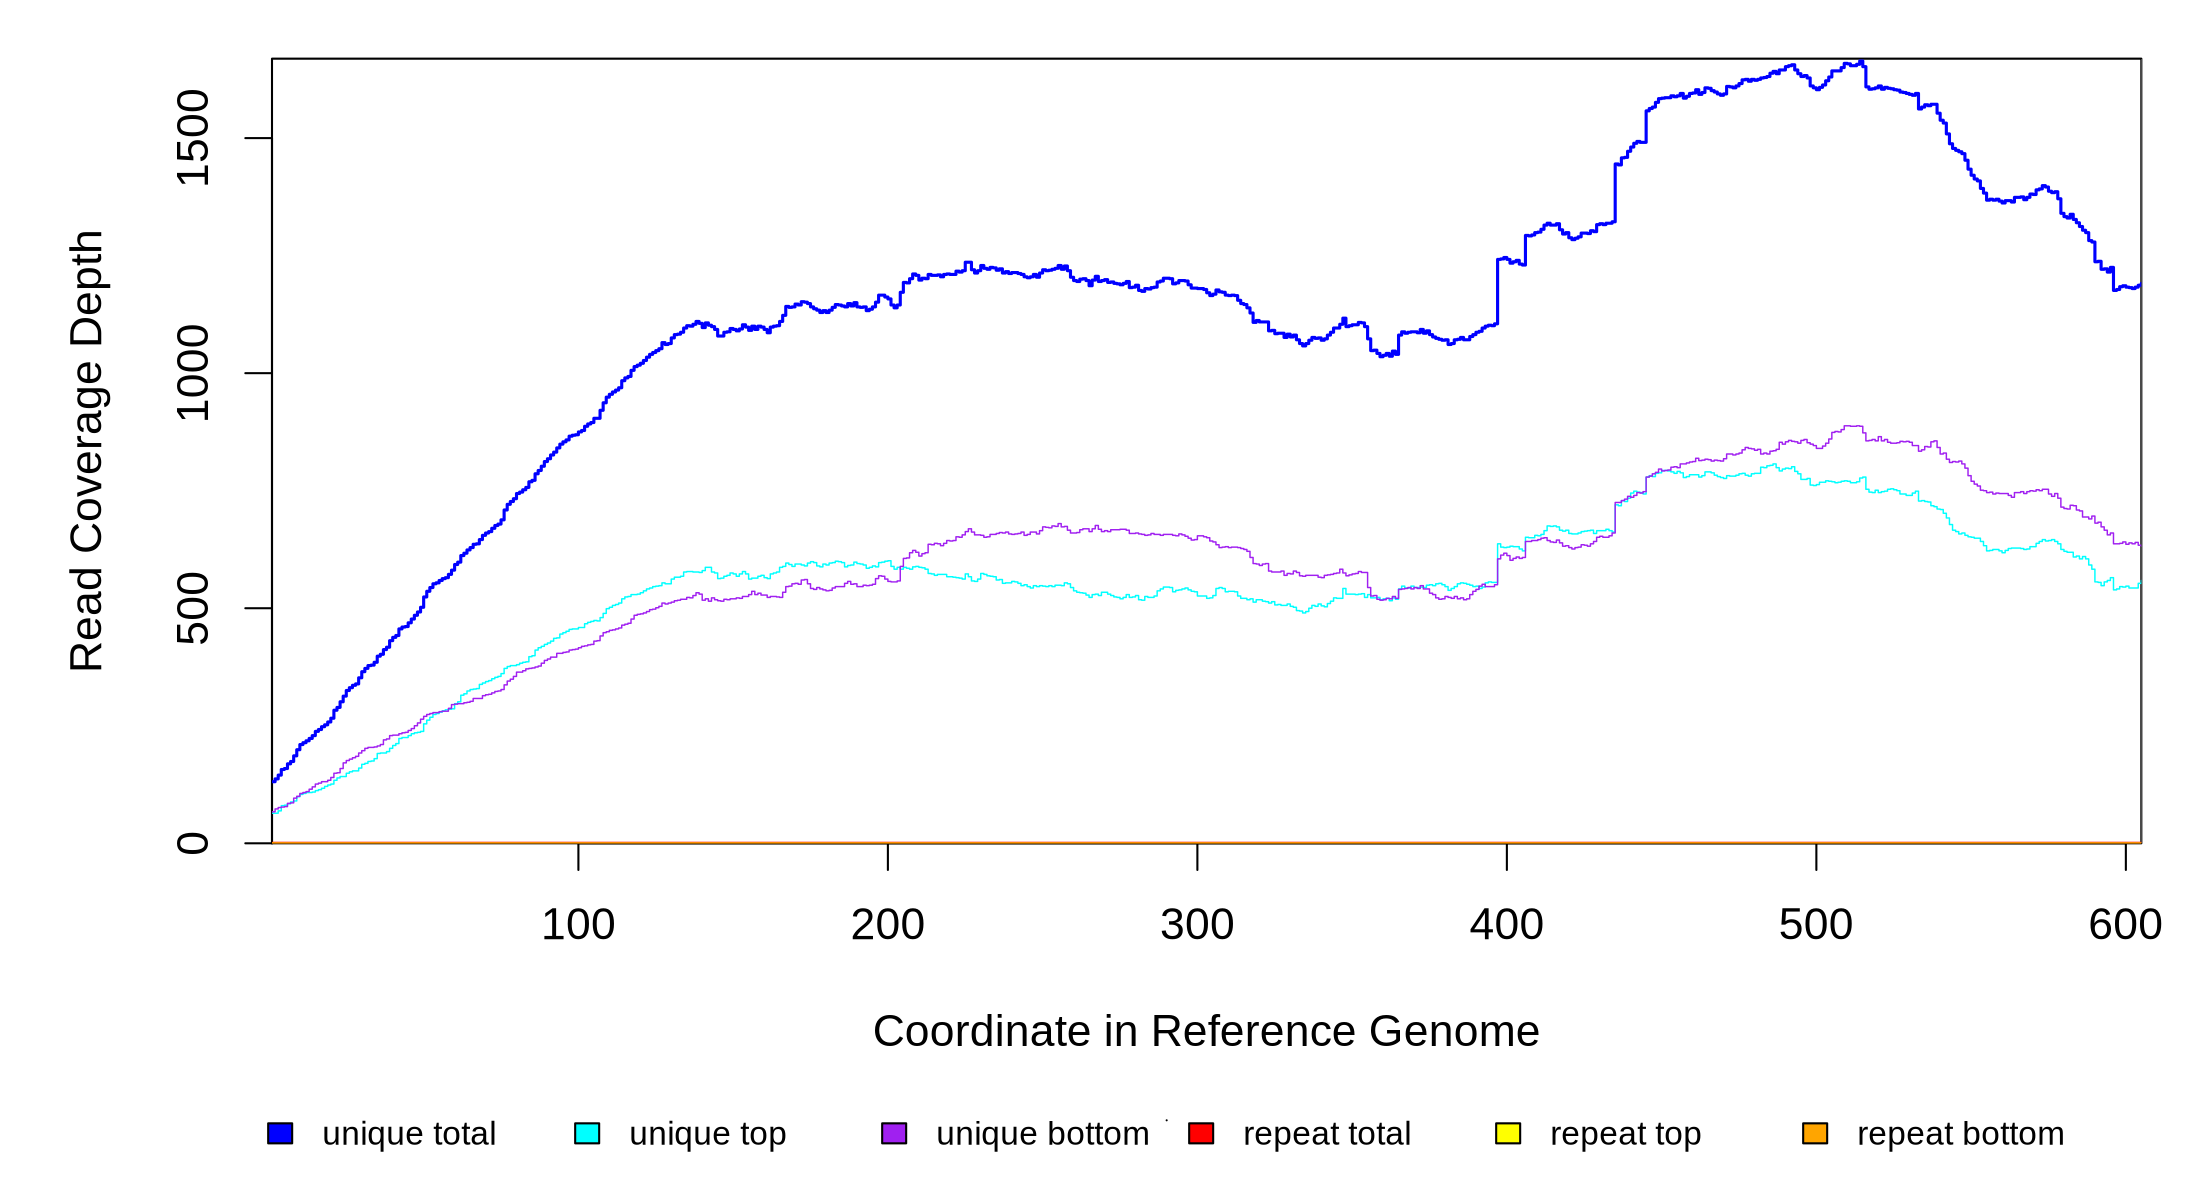 Read Coverage Depth
1500
1000
500
0
100 200 300 400 500 600
Coordinate in Reference Genome
unique total unique top unique bottom repeat total repeat top repeat bottom